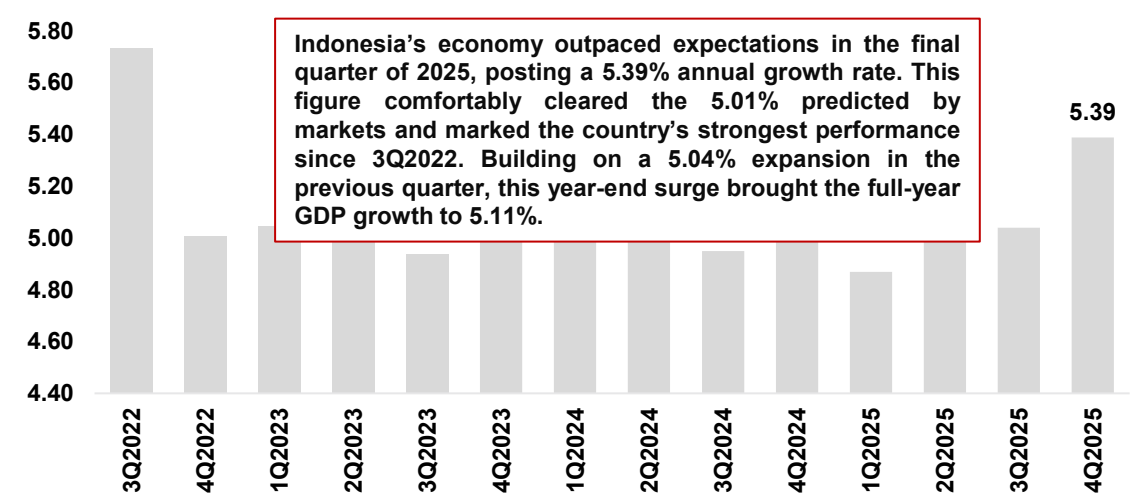 5.80
5.60
5.40
5.20
5.00
4.80
4.60
4.40
Indonesia's economy outpaced expectations in the final
quarter of 2025, posting a 5.39% annual growth rate. This
figure comfortably cleared the 5.01% predicted by
markets and marked the country's strongest performance
since 3Q2022. Building on a 5.04% expansion in the
previous quarter, this year-end surge brought the full-year
GDP growth to 5.11%.
5.39
3Q2022
4Q2022
1Q2023
2Q2023
3Q2023
4Q2023
1Q2024
2Q2024
3Q2024
4Q2024
1Q2025
2Q2025
3Q2025
4Q2025